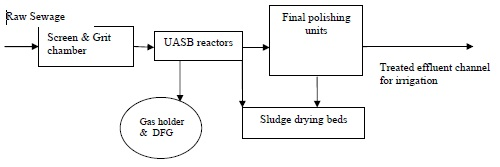 Raw Sewage
Screen & Grit
chamber
UASB reactors
Final polishing
units
Treated effluent channel
for irrigation
Gas holder
& DFG
Sludge drying beds